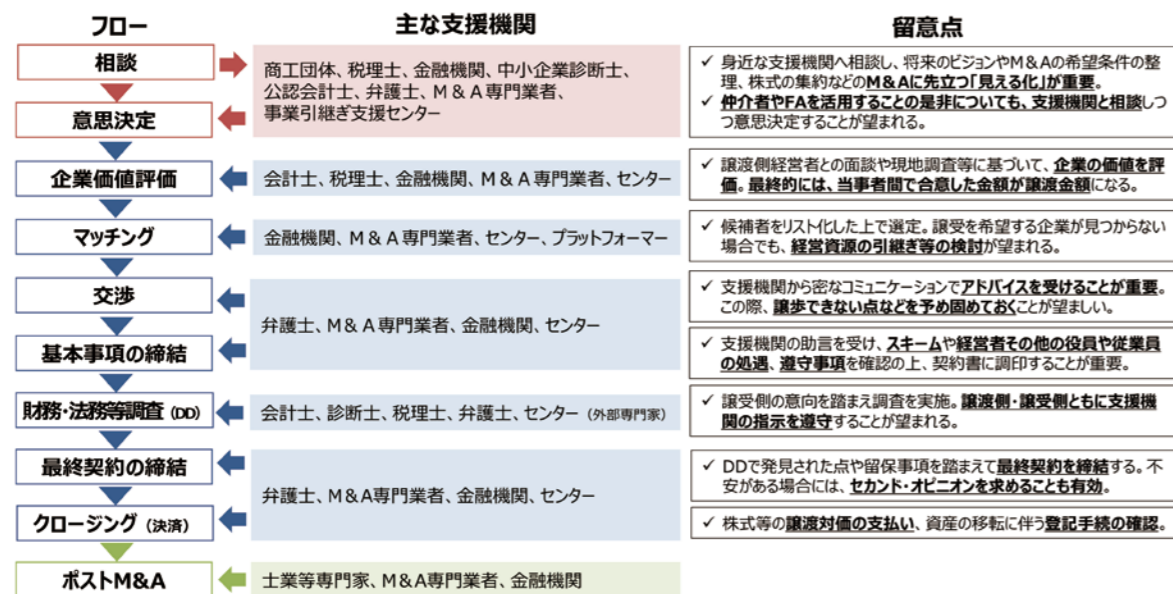 フロー
主な支援機関
留意点
相談
意思決定
商工団体、税理士、金融機関、中小企業診断士、
公認会計士、弁護士、M&A専門業者、
事業引継ぎ支援センター
✓ 身近な支援機関へ相談し、将来のビジョンやM&Aの希望条件の整
理、株式の集約などのM&Aに先立つ「見える化」が重要。
✓ 仲介者やFAを活用することの是非についても、支援機関と相談しつ
つ意思決定することが望まれる。
企業価値評価
会計士、税理士、金融機関、M&A専門業者、センター
✓ 譲渡側経営者との面談や現地調査等に基づいて、企業の価値を評
価。最終的には、当事者間で合意した金額が譲渡金額になる。
マッチング
金融機関、M&A専門業者、センター、プラットフォーマー
✓ 候補者をリスト化した上で選定。譲受を希望する企業が見つからない
場合でも、経営資源の引継ぎ等の検討が望まれる。
交渉
基本事項の締結
弁護士、M&A専門業者、金融機関、センター
✓ 支援機関から密なコミュニケーションでアドバイスを受けることが重要。
この際、譲歩できない点などを予め固めておくことが望ましい。
✓ 支援機関の助言を受け、スキームや経営者その他の役員や従業員
の処遇、遵守事項を確認の上、契約書に調印することが重要。
財務・法務等調査(DD)
会計士、診断士、税理士、弁護士、センター(外部専門家)
✓ 譲受側の意向を踏まえ調査を実施。譲渡側・譲受側ともに支援機
関の指示を遵守することが望まれる。
最終契約の締結
クロージング(決済)
弁護士、M&A専門業者、金融機関、センター
✓ DDで発見された点や留保事項を踏まえて最終契約を締結する。不
安がある場合には、セカンド・オピニオンを求めることも有効。
✓ 株式等の譲渡対価の支払い、資産の移転に伴う登記手続の確認。
ポストM&A
士業等専門家、M&A専門業者、金融機関